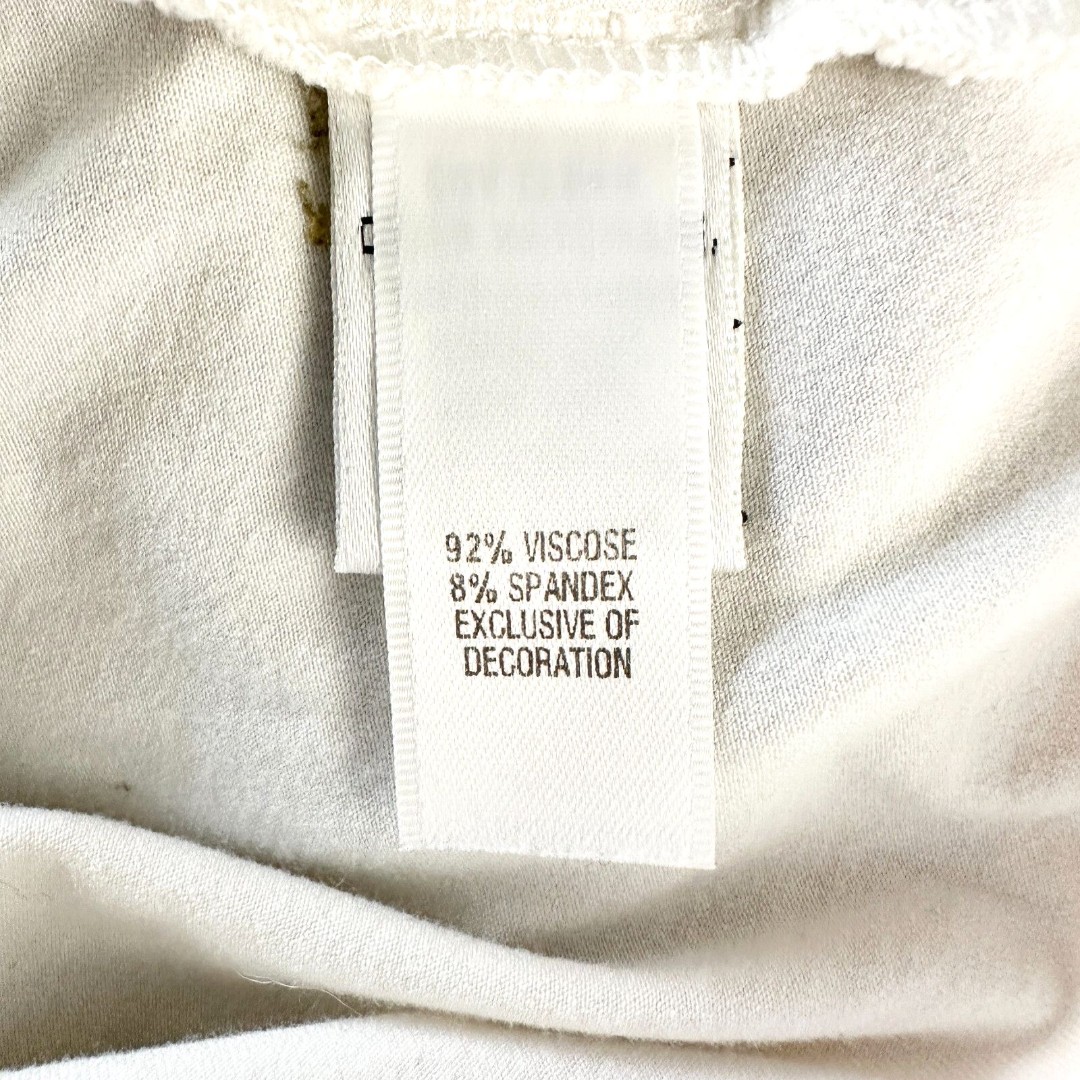 92% VISCOSE
8% SPANDEX
EXCLUSIVE OF
DECORATION